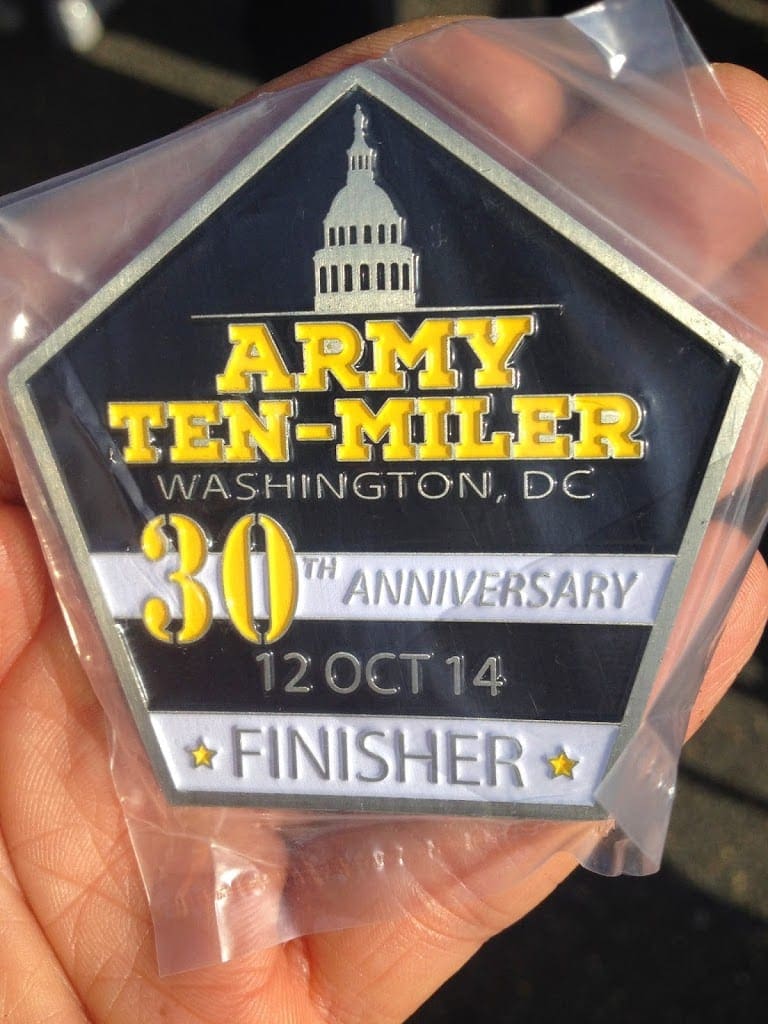 ARMY
TEN-MILER
WASHINGTON, DC
30TH ANNIVERSARY
12 OCT 14
FINISHER